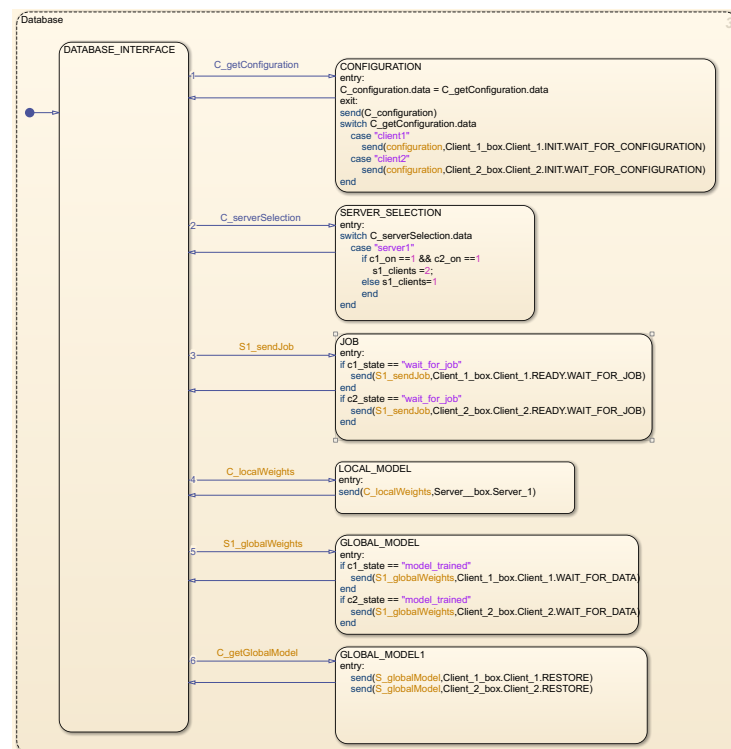 Database
3
DATABASE_INTERFACE
1
C_getConfiguration
CONFIGURATION
entry:
C_configuration.data = C_getConfiguration.data
exit:
send(C_configuration)
switch C_getConfiguration.data
case "client1"
send(configuration,Client_1_box.Client_1.INIT.WAIT_FOR_CONFIGURATION)
case "client2"
send(configuration,Client_2_box.Client_2.INIT.WAIT_FOR_CONFIGURATION)
end
2
C_serverSelection
SERVER_SELECTION
entry:
switch C_serverSelection.data
case "server1"
if c1_on ==1 && c2_on ==1
s1_clients =2;
else s1_clients=1
end
end
3
S1_sendJob
JOB
entry:
if c1_state == "wait_for_job"
send(S1_sendJob,Client_1_box.Client_1.READY.WAIT_FOR_JOB)
end
if c2_state == "wait_for_job"
send(S1_sendJob,Client_2_box.Client_2.READY.WAIT_FOR_JOB)
end
4
C_localWeights
LOCAL_MODEL
entry:
send(C_localWeights,Server__box.Server_1)
5
S1_globalWeights
GLOBAL_MODEL
entry:
if c1_state == "model_trained"
send(S1_globalWeights,Client_1_box.Client_1.WAIT_FOR_DATA)
end
if c2_state == "model_trained"
send(S1_globalWeights,Client_2_box.Client_2.WAIT_FOR_DATA)
end
6
C_getGlobalModel
GLOBAL_MODEL1
entry:
send(S_globalModel,Client_1_box.Client_1.RESTORE)
send(S_globalModel,Client_2_box.Client_2.RESTORE)